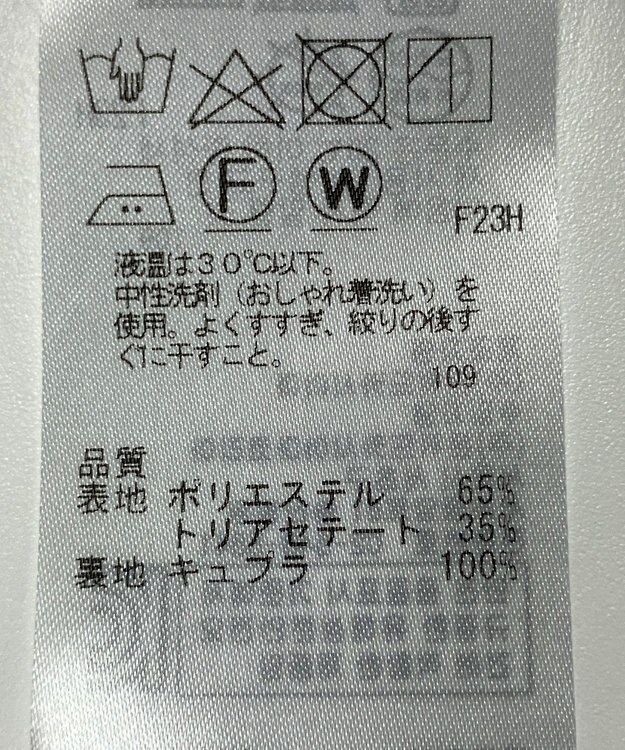 F W F23H
液温は30℃以下。
中性洗剤（おしゃれ着洗い）を
使用。よくすすぎ、絞りの後す
ぐに干すこと。
109
品質
表地 ポリエステル 65%
トリアセテート 35%
裏地 キュプラ 100%